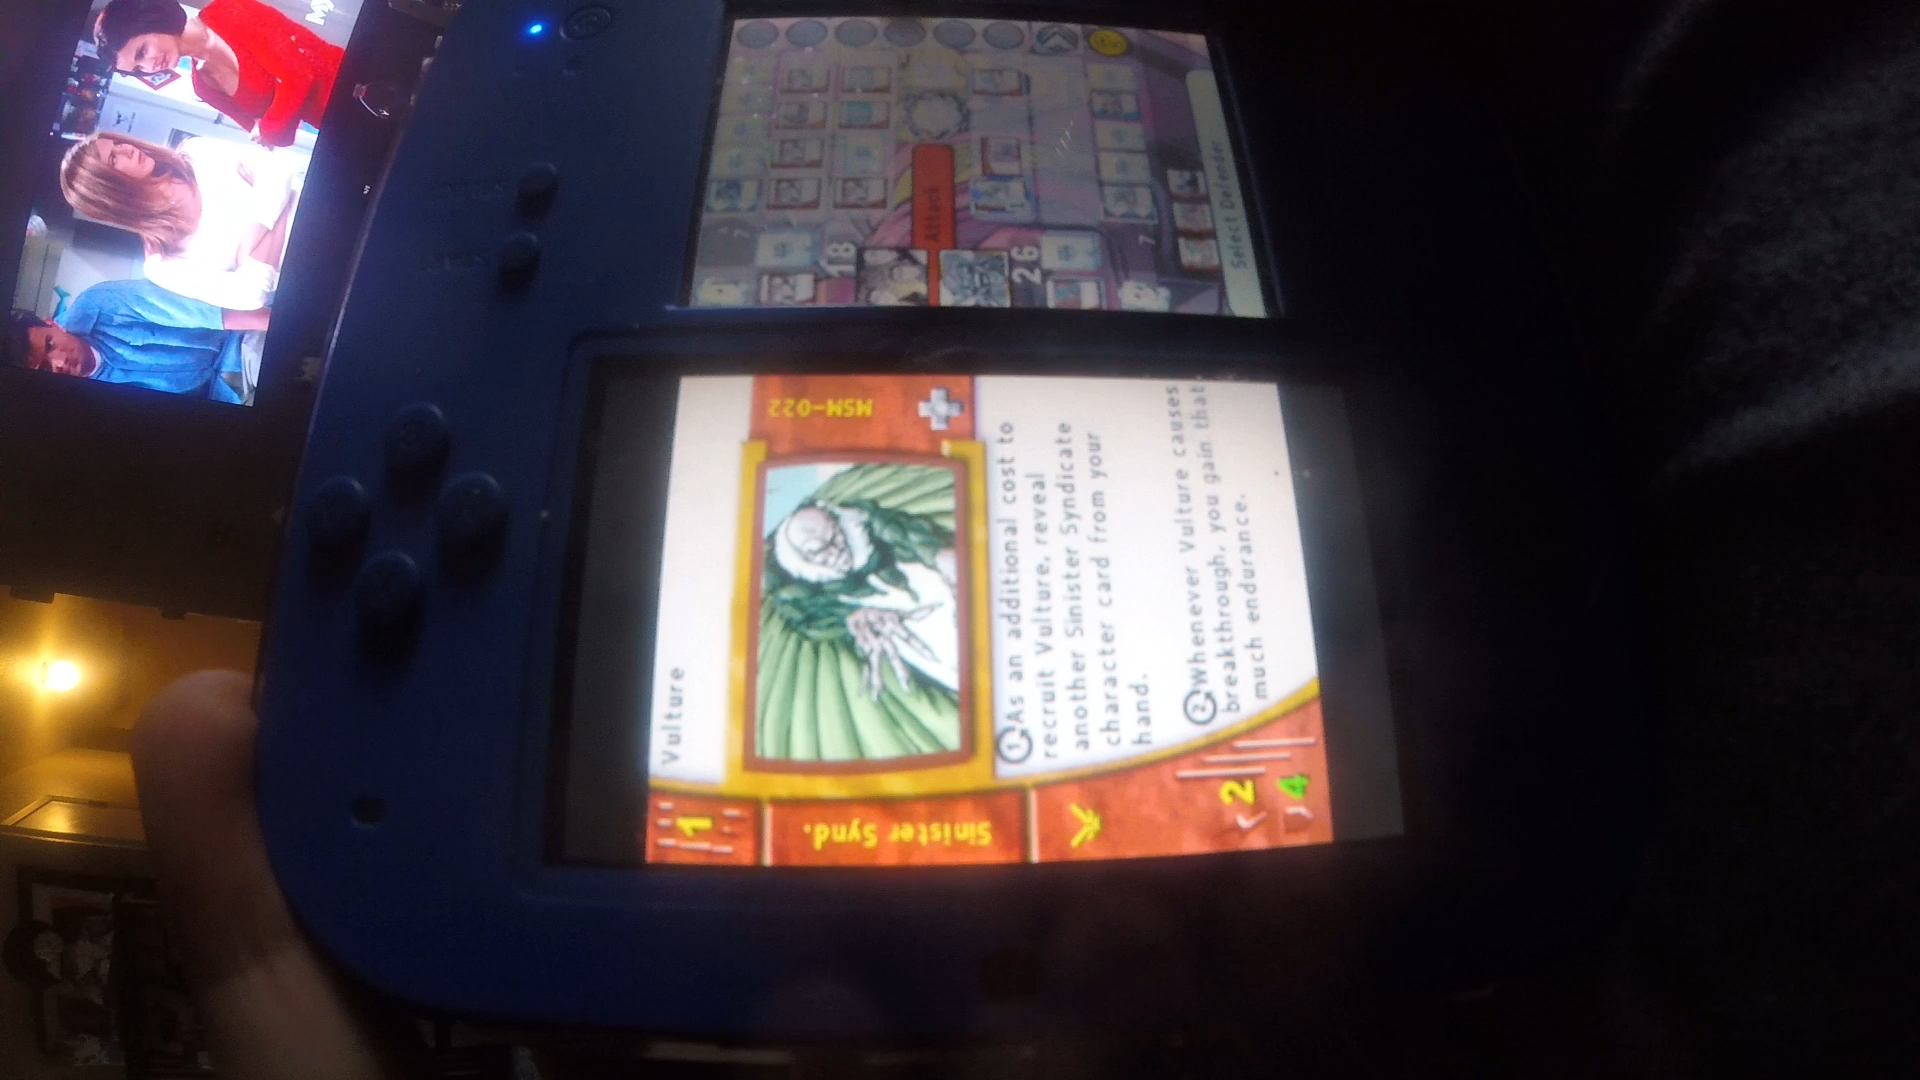 Vulture
MSM-022
1
Sinister Synd.
1 As an additional cost to
recruit Vulture, reveal
another Sinister Syndicate
character card from your
hand.
2 Whenever Vulture causes
breakthrough, you gain that
much endurance.
2
4
Attack
18
26
7
7
Select Defender